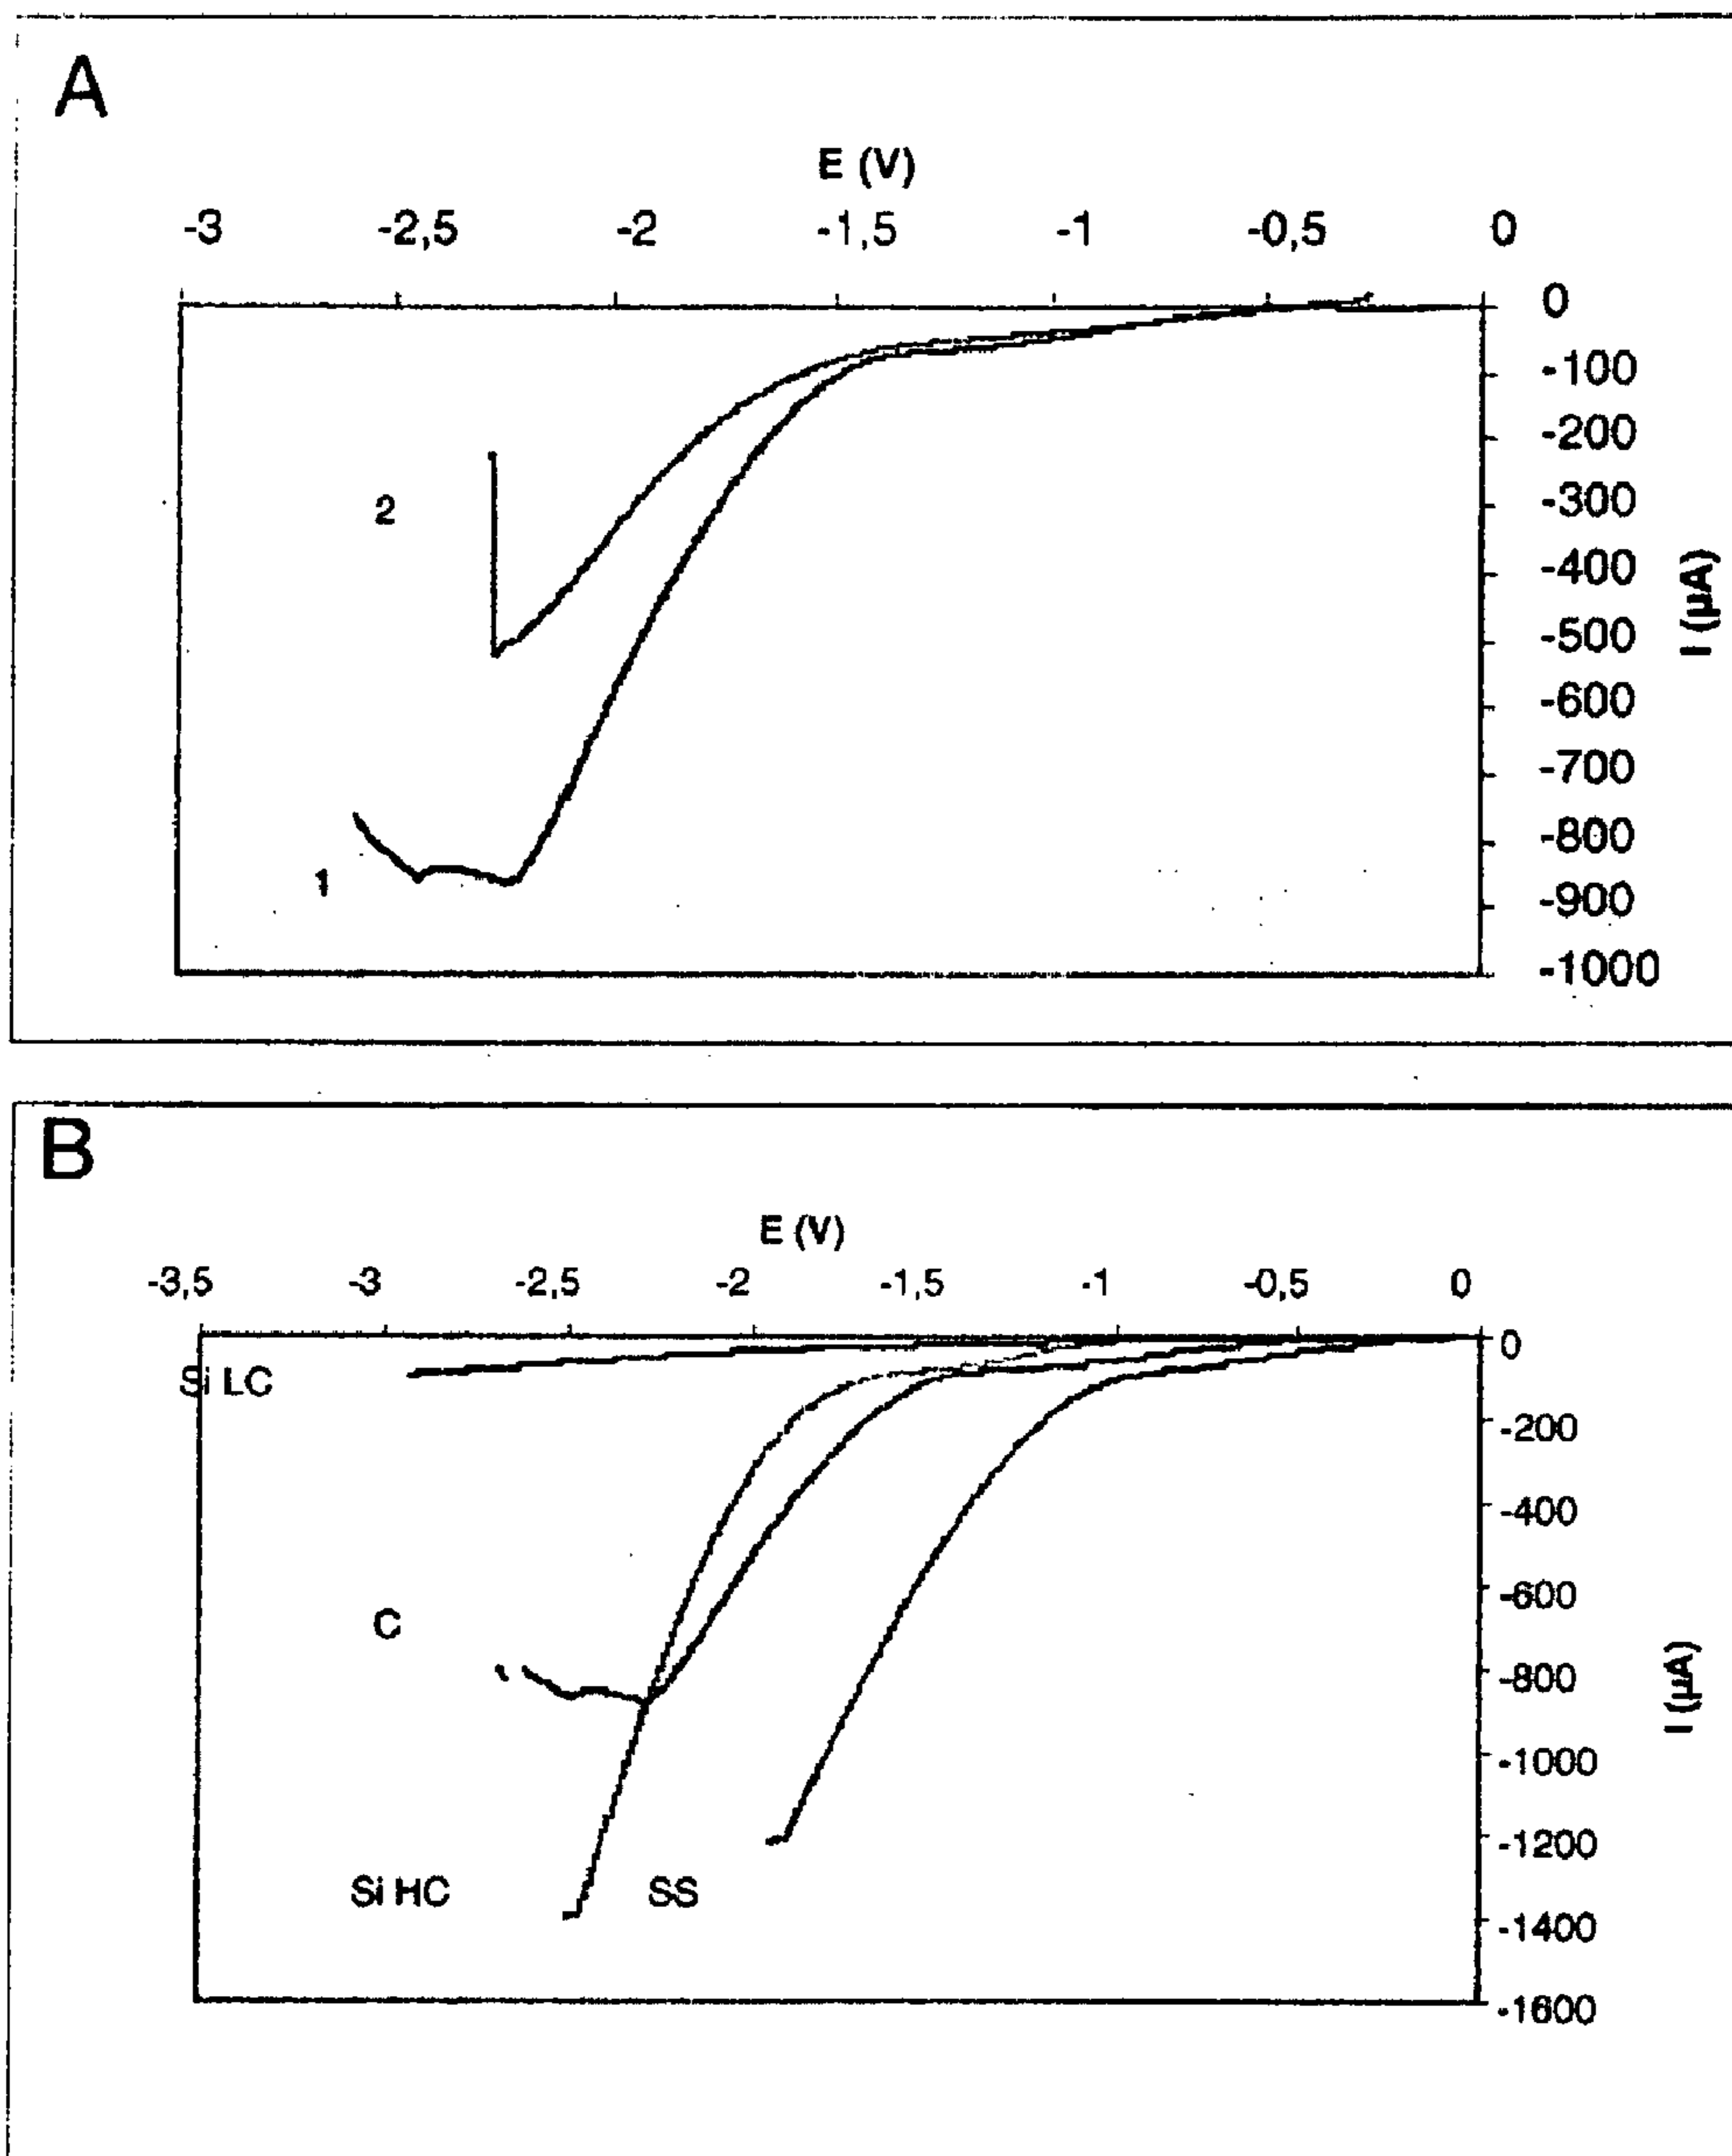 A
E (V)
-3 -2,5 -2 -1,5 -1 -0,5 0
0
-100
-200
2
-300
-400
I (µA)
-500
-600
-700
-800
1
-900
-1000
B
E (V)
-3,5 -3 -2,5 -2 -1,5 -1 -0,5 0
0
Si LC
-200
-400
-600
C
-800
I (µA)
-1000
-1200
Si HC SS
-1400
-1600